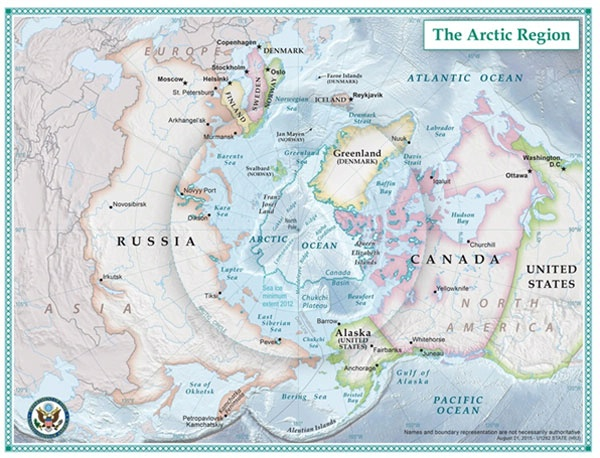 The Arctic Region
EUROPE
Copenhagen
DENMARK
Stockholm
Oslo
Moscow
Helsinki
St. Petersburg
FINLAND
SWEDEN
NORWAY
Faroe Islands
(DENMARK)
ATLANTIC OCEAN
Reykjavik
ICELAND
Norwegian
Sea
Denmark
Strait
Arkhangel'sk
Murmansk
Jan Mayen
(NORWAY)
Greenland
Sea
Greenland
(DENMARK)
Nuuk
Labrador
Sea
Davis
Strait
Barents
Sea
Svalbard
(NORWAY)
Baffin
Bay
Iqaluit
Washington,
D.C.
Ottawa
Franz
Josef
Land
Novyy Port
Kara
Sea
Dikson
Novosibirsk
North
Pole
Hudson
Bay
RUSSIA
ARCTIC OCEAN
Queen
Elizabeth
Islands
Churchill
CANADA
Laptev
Sea
Canada
Basin
UNITED
STATES
Irkutsk
Tiksi
Sea ice
minimum
extent 2012
Chukchi
Plateau
Beaufort
Sea
Yellowknife
ASIA
NORTH
AMERICA
East
Siberian
Sea
Barrow
Pevek
Chukchi
Sea
Alaska
(UNITED
STATES)
Fairbanks
Whitehorse
Juneau
Anchorage
Gulf of
Alaska
Sea of
Okhotsk
Kamchatka
Peninsula
Bering Sea
Bristol
Bay
PACIFIC
OCEAN
Petropavlovsk
Kamchatskiy
Aleutian Islands
Names and boundary representation are not necessarily authoritative